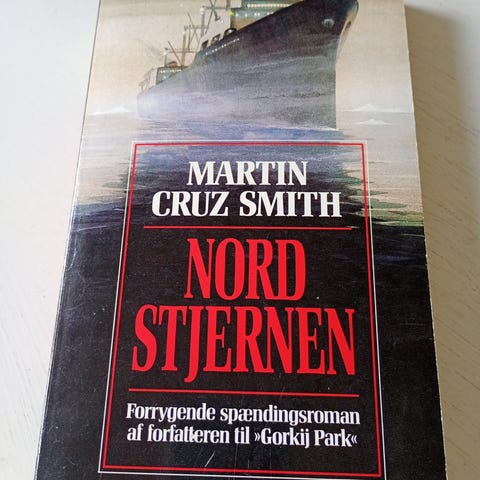 MARTIN
CRUZ SMITH
NORD
STJERNEN
Forrygende spændingsroman
af forfatteren til »Gorkij Park«